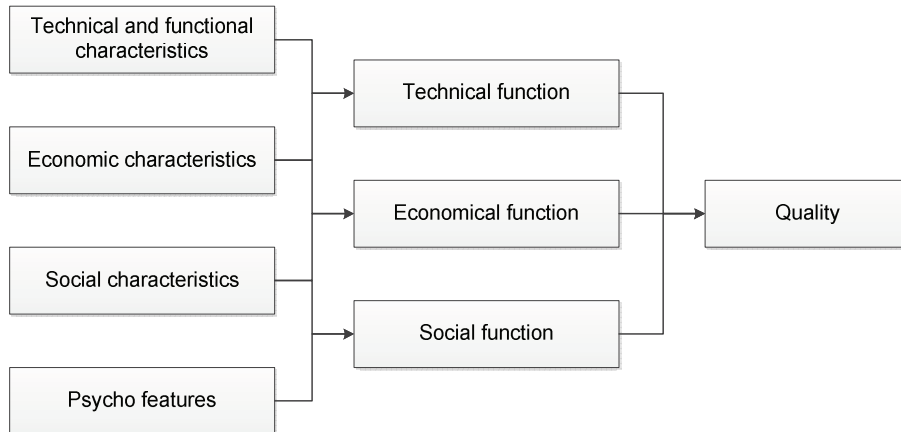 Technical and functional
characteristics
Economic characteristics
Social characteristics
Psycho features
Technical function
Economical function
Social function
Quality